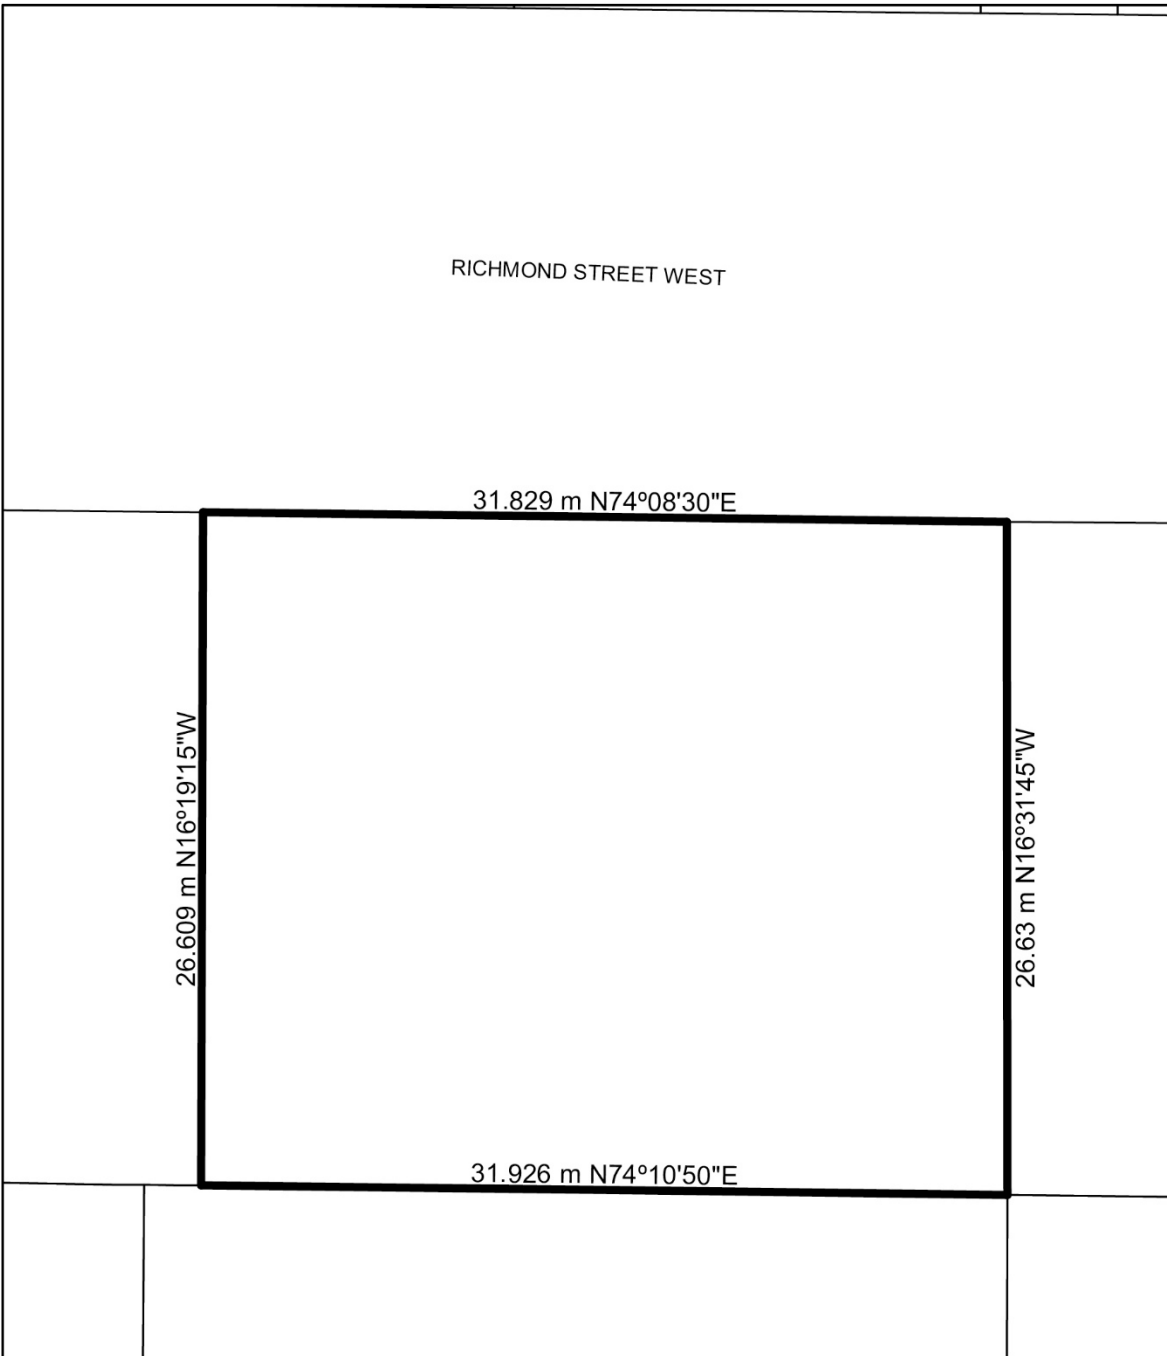 RICHMOND STREET WEST
31.829 m N74º08'30"E
26.609 m N16º19'15"W
26.63 m N16º31'45"W
31.926 m N74º10'50"E